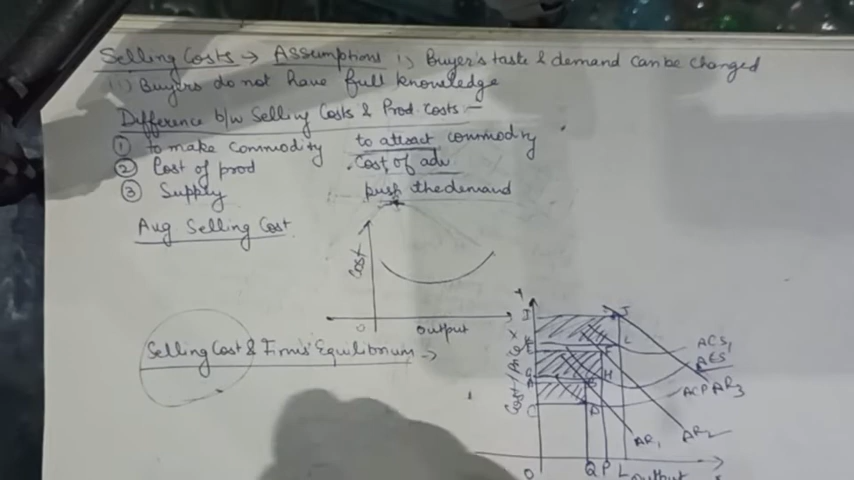 Selling Costs → Assumptions i) Buyer's taste & demand can be changed
ii) Buyers do not have full knowledge
Difference b/w Selling Costs & Prod. Costs —
① to make commodity to attract commodity
② Cost of prod Cost of adv
③ Supply push the demand
Avg Selling Cost
Cost
O output
Selling Cost & Firms' Equilibrium →
Cost/Price
I J
L ACS1
E F
G H
A B
C D ACP AR3
AR1 AR2
O Q P L output